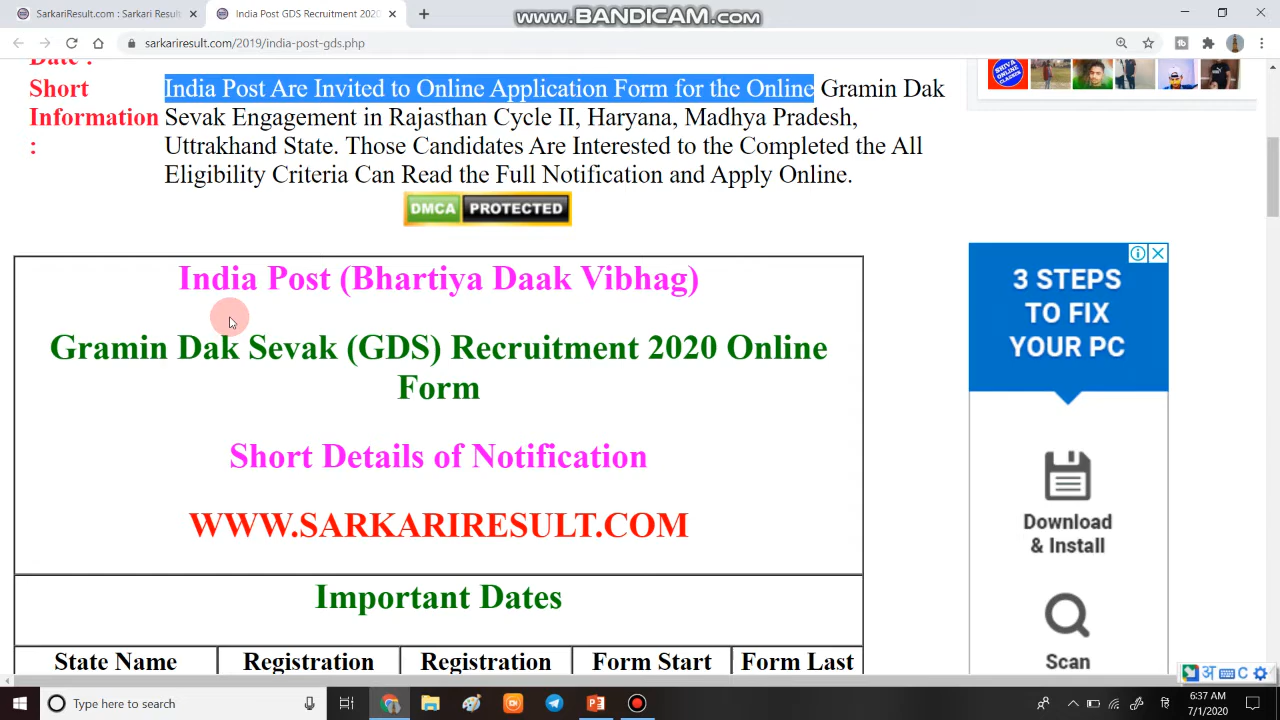 SarkariResult.com : Sarkari Result
India Post GDS Recruitment 2020
www.BANDICAM.com
sarkariresult.com/2019/india-post-gds.php
Date :
Short India Post Are Invited to Online Application Form for the Online Gramin Dak
Information Sevak Engagement in Rajasthan Cycle II, Haryana, Madhya Pradesh,
: Uttrakhand State. Those Candidates Are Interested to the Completed the All
Eligibility Criteria Can Read the Full Notification and Apply Online.
DMCA PROTECTED
SHIVA ONLINE CLASSES
India Post (Bhartiya Daak Vibhag)
Gramin Dak Sevak (GDS) Recruitment 2020 Online
Form
Short Details of Notification
WWW.SARKARIRESULT.COM
Important Dates
State Name Registration Registration Form Start Form Last
3 STEPS
TO FIX
YOUR PC
Download
& Install
Scan
अ C
Type here to search
6:37 AM
7/1/2020